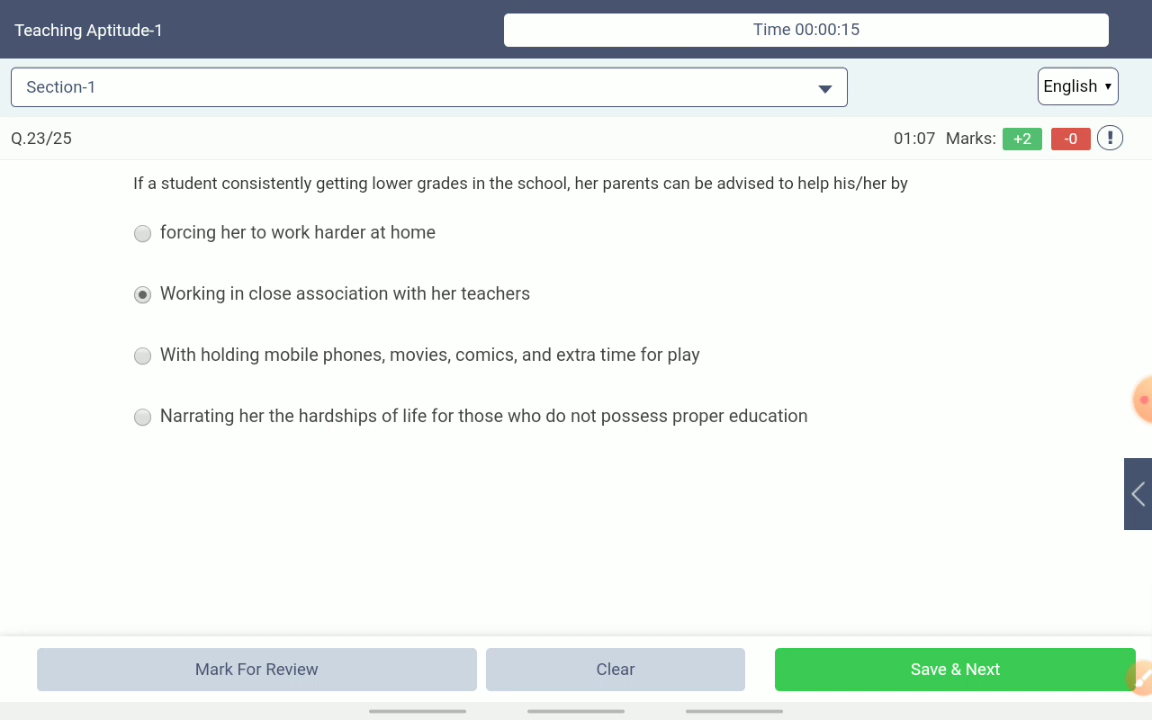 Teaching Aptitude-1
Time 00:00:15
Section-1
English
Q.23/25
01:07 Marks: +2 -0 !
If a student consistently getting lower grades in the school, her parents can be advised to help his/her by
forcing her to work harder at home
Working in close association with her teachers
With holding mobile phones, movies, comics, and extra time for play
Narrating her the hardships of life for those who do not possess proper education
Mark For Review
Clear
Save & Next